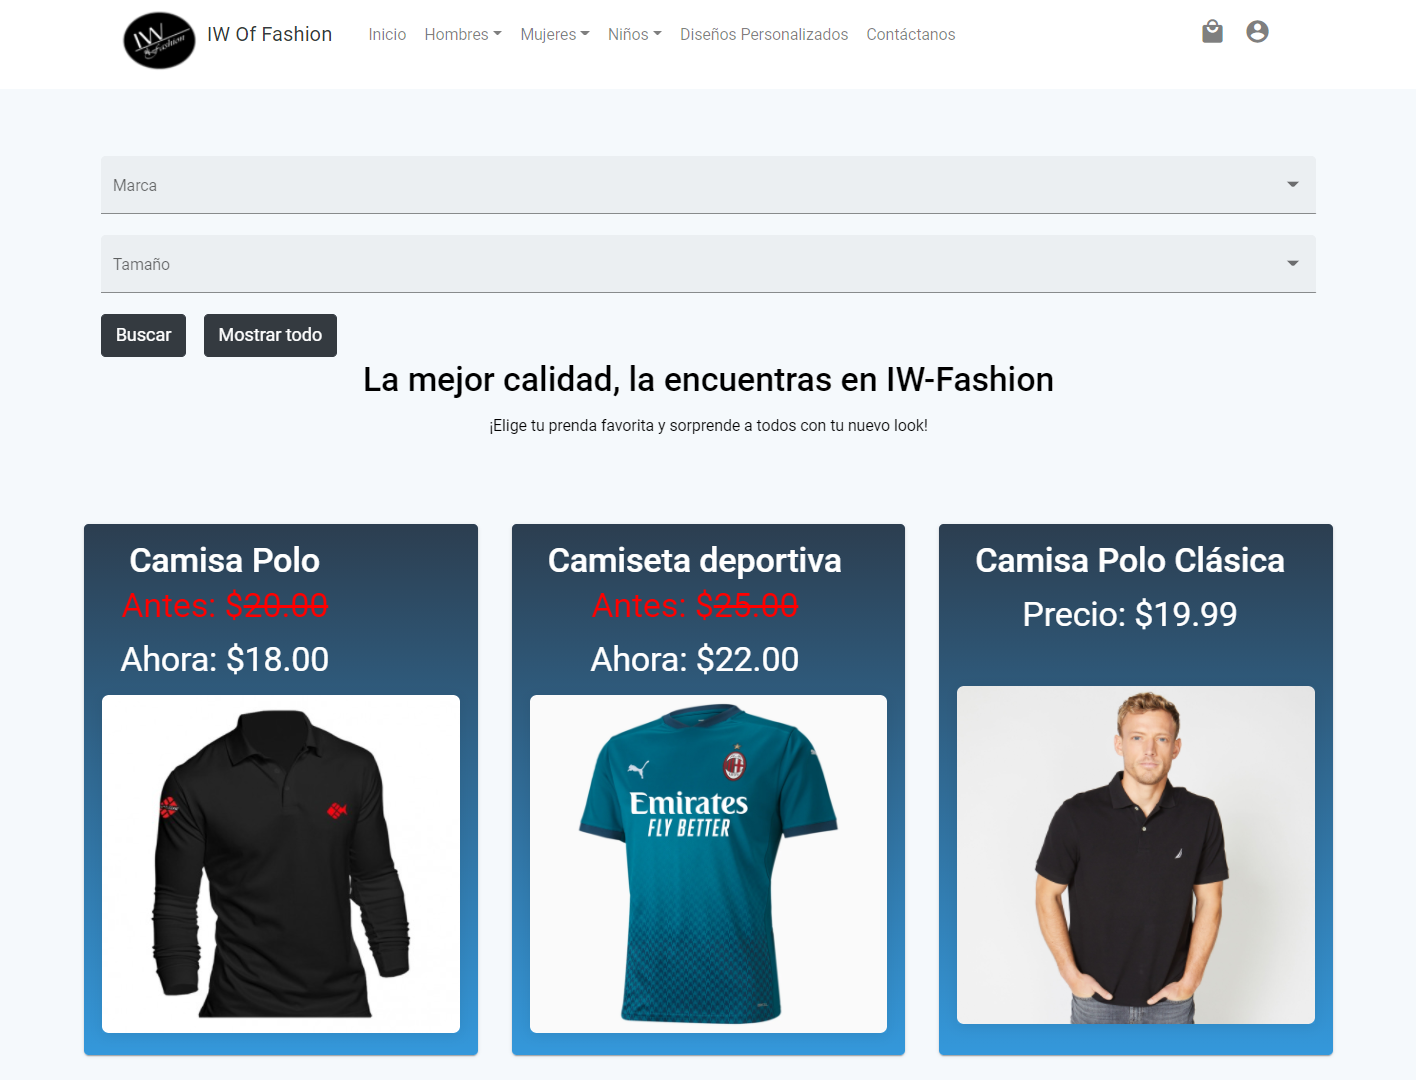 IW
Fashion
IW Of Fashion
Inicio
Hombres
Mujeres
Niños
Diseños Personalizados
Contáctanos
Marca
Tamaño
Buscar
Mostrar todo
La mejor calidad, la encuentras en IW-Fashion
¡Elige tu prenda favorita y sorprende a todos con tu nuevo look!
Camisa Polo
Antes: $20.00
Ahora: $18.00
Camiseta deportiva
Antes: $25.00
Ahora: $22.00
Emirates
FLY BETTER
Camisa Polo Clásica
Precio: $19.99